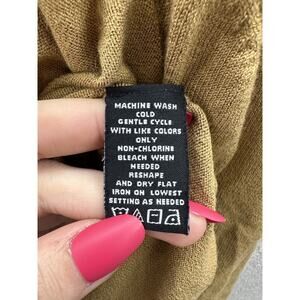 MACHINE WASH
COLD
GENTLE CYCLE
WITH LIKE COLORS
ONLY
NON-CHLORINE
BLEACH WHEN
NEEDED
RESHAPE
AND DRY FLAT
IRON ON LOWEST
SETTING AS NEEDED